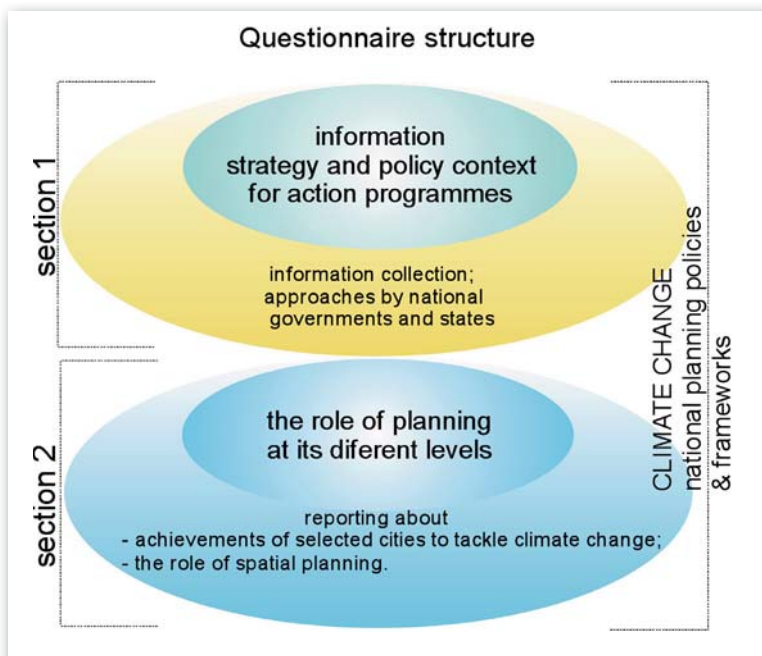 Questionnaire structure
section 1
information
strategy and policy context
for action programmes
information collection;
approaches by national
governments and states
section 2
the role of planning
at its diferent levels
reporting about
- achievements of selected cities to tackle climate change;
- the role of spatial planning.
CLIMATE CHANGE
national planning policies
& frameworks